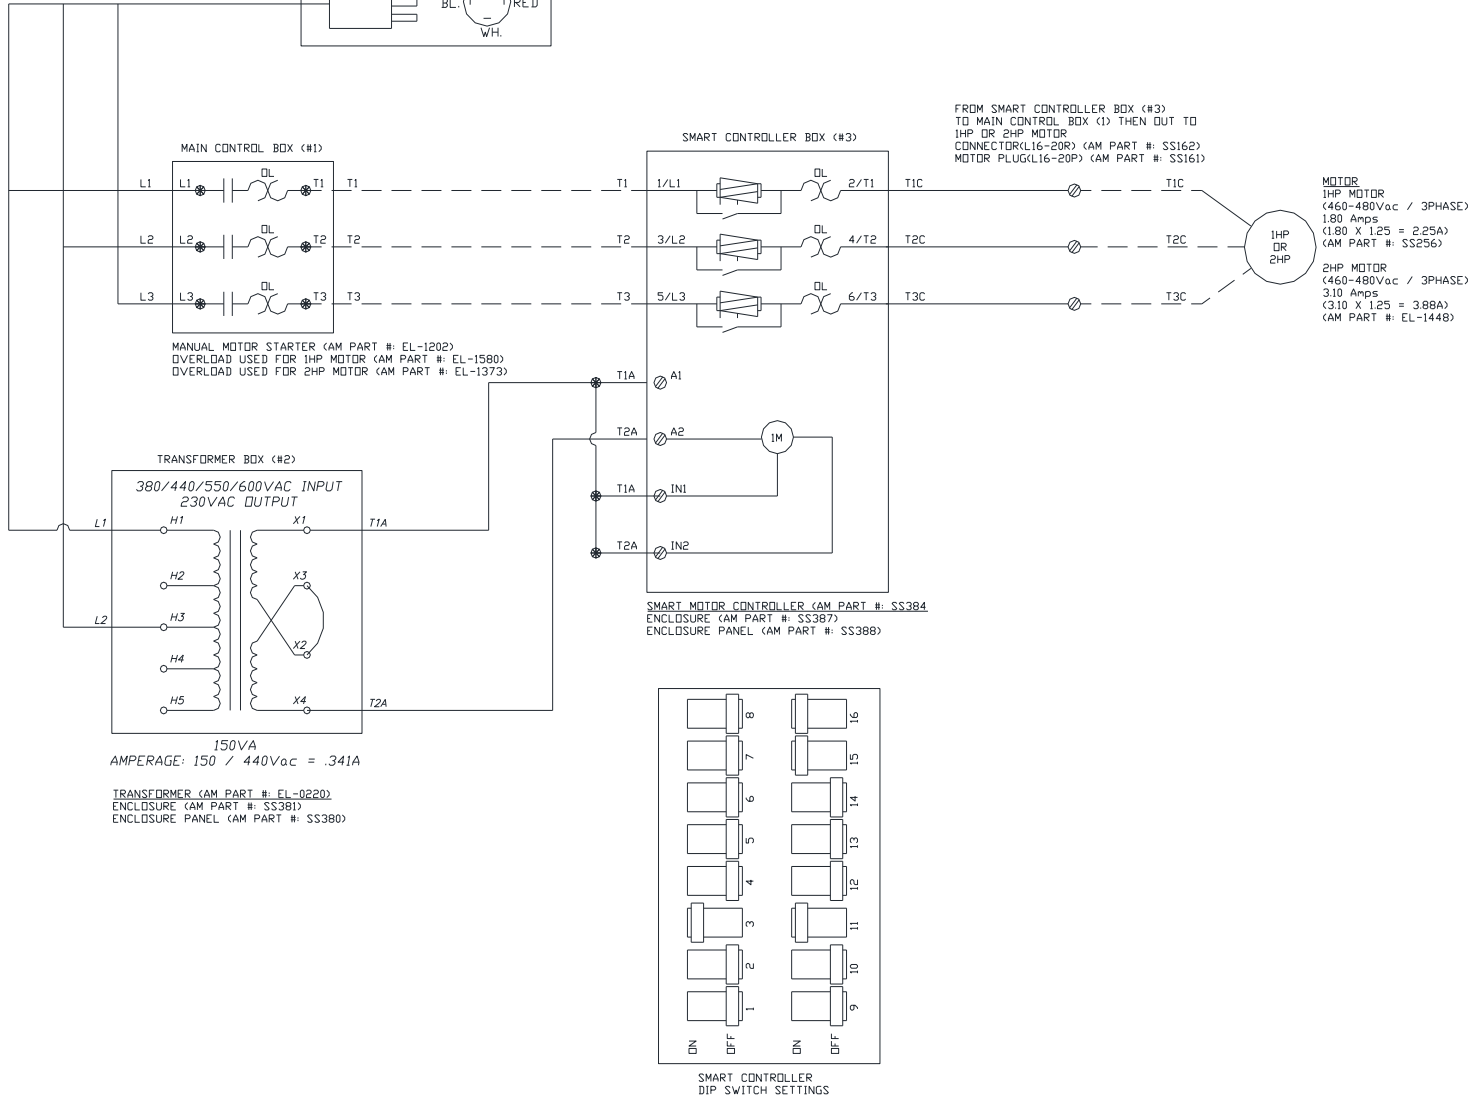 BL.
RED
WH.
MAIN CONTROL BOX (#1)
SMART CONTROLLER BOX (#3)
FROM SMART CONTROLLER BOX (#3)
TO MAIN CONTROL BOX (1) THEN OUT TO
1HP OR 2HP MOTOR
CONNECTOR(L16-20R) (AM PART #: SS162)
MOTOR PLUG(L16-20P) (AM PART #: SS161)
L1 L1 OL T1 T1 T1 1/L1 OL 2/T1 T1C T1C
L2 L2 OL T2 T2 T2 3/L2 OL 4/T2 T2C T2C
L3 L3 OL T3 T3 T3 5/L3 OL 6/T3 T3C T3C
1HP
OR
2HP
MOTOR
1HP MOTOR
(460-480Vac / 3PHASE)
1.80 Amps
(1.80 X 1.25 = 2.25A)
(AM PART #: SS256)
2HP MOTOR
(460-480Vac / 3PHASE)
3.10 Amps
(3.10 X 1.25 = 3.88A)
(AM PART #: EL-1448)
MANUAL MOTOR STARTER (AM PART #: EL-1202)
OVERLOAD USED FOR 1HP MOTOR (AM PART #: EL-1580)
OVERLOAD USED FOR 2HP MOTOR (AM PART #: EL-1373)
T1A A1
T2A A2 1M
T1A IN1
T2A IN2
SMART MOTOR CONTROLLER (AM PART #: SS384
ENCLOSURE (AM PART #: SS387)
ENCLOSURE PANEL (AM PART #: SS388)
TRANSFORMER BOX (#2)
380/440/550/600VAC INPUT
230VAC OUTPUT
L1 H1 X1 T1A
H2 X3
L2 H3
H4 X2
H5 X4 T2A
150VA
AMPERAGE: 150 / 440Vac = .341A
TRANSFORMER (AM PART #: EL-0220)
ENCLOSURE (AM PART #: SS381)
ENCLOSURE PANEL (AM PART #: SS380)
8 16
7 15
6 14
5 13
4 12
3 11
2 10
1 9
ON OFF ON OFF
SMART CONTROLLER
DIP SWITCH SETTINGS